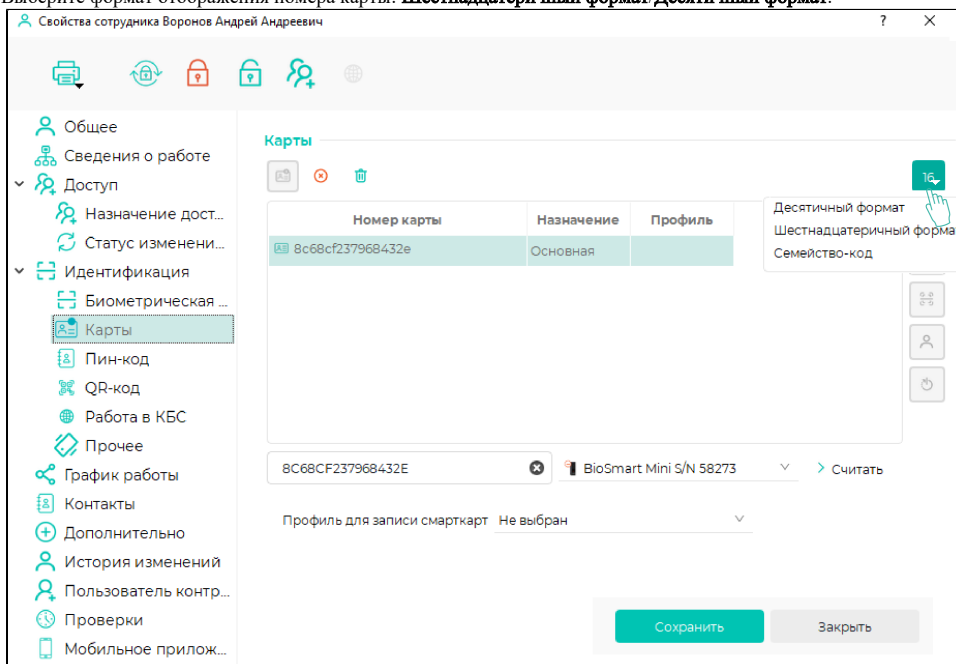 Выберите формат отображения номера карты: Шестнадцатеричный формат/Десятичный формат.
Свойства сотрудника Воронов Андрей Андреевич
?
Общее
Сведения о работе
Доступ
Назначение дост...
Статус изменени...
Идентификация
Биометрическая ...
Карты
Пин-код
QR-код
Работа в КБС
Прочее
График работы
Контакты
Дополнительно
История изменений
Пользователь контр...
Проверки
Мобильное прилож...
Карты
16
Номер карты Назначение Профиль
8c68cf237968432e Основная
Десятичный формат
Шестнадцатеричный форма
Семейство-код
8C68CF237968432E BioSmart Mini S/N 58273 Считать
Профиль для записи смарткарт Не выбран
Сохранить Закрыть